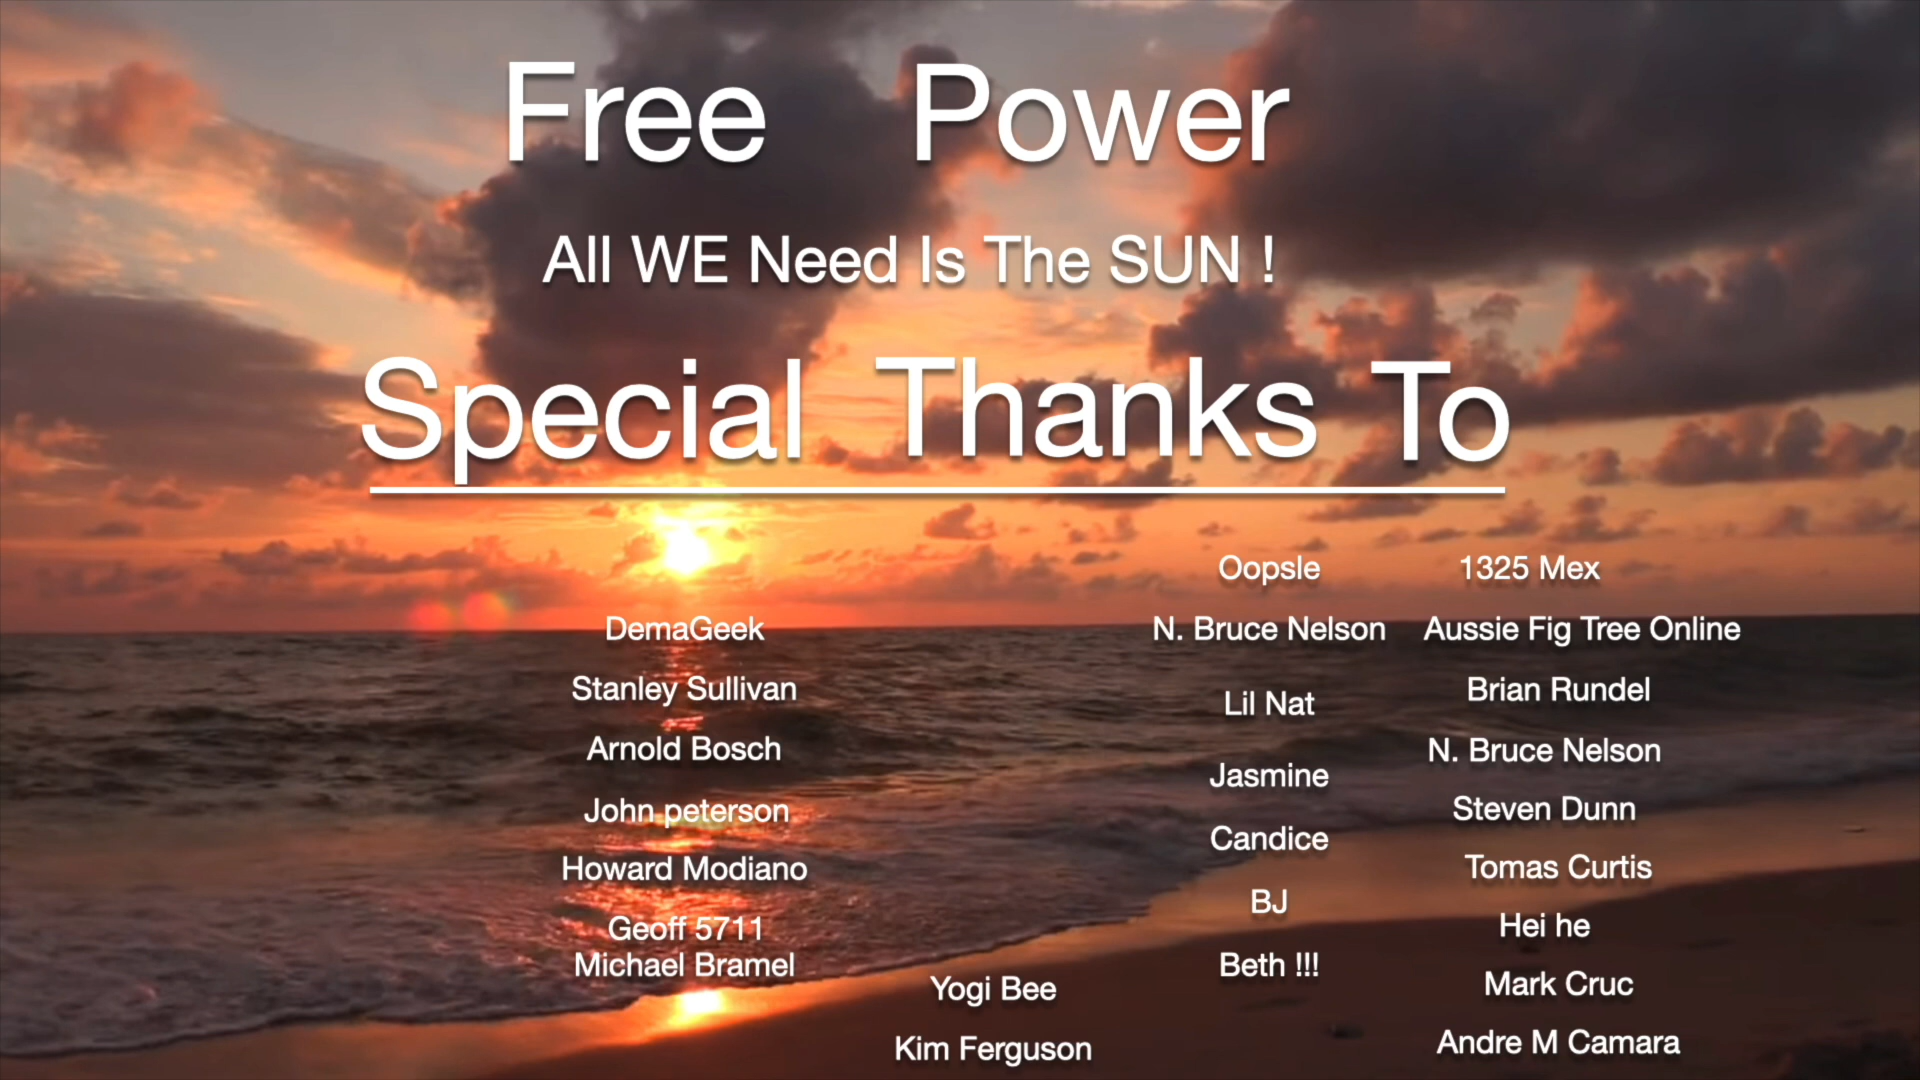 Free Power
All WE Need Is The SUN !
Special Thanks To
DemaGeek
Stanley Sullivan
Arnold Bosch
John peterson
Howard Modiano
Geoff 5711
Michael Bramel
Yogi Bee
Kim Ferguson
Oopsle
N. Bruce Nelson
Lil Nat
Jasmine
Candice
BJ
Beth !!!
1325 Mex
Aussie Fig Tree Online
Brian Rundel
N. Bruce Nelson
Steven Dunn
Tomas Curtis
Hei he
Mark Cruc
Andre M Camara